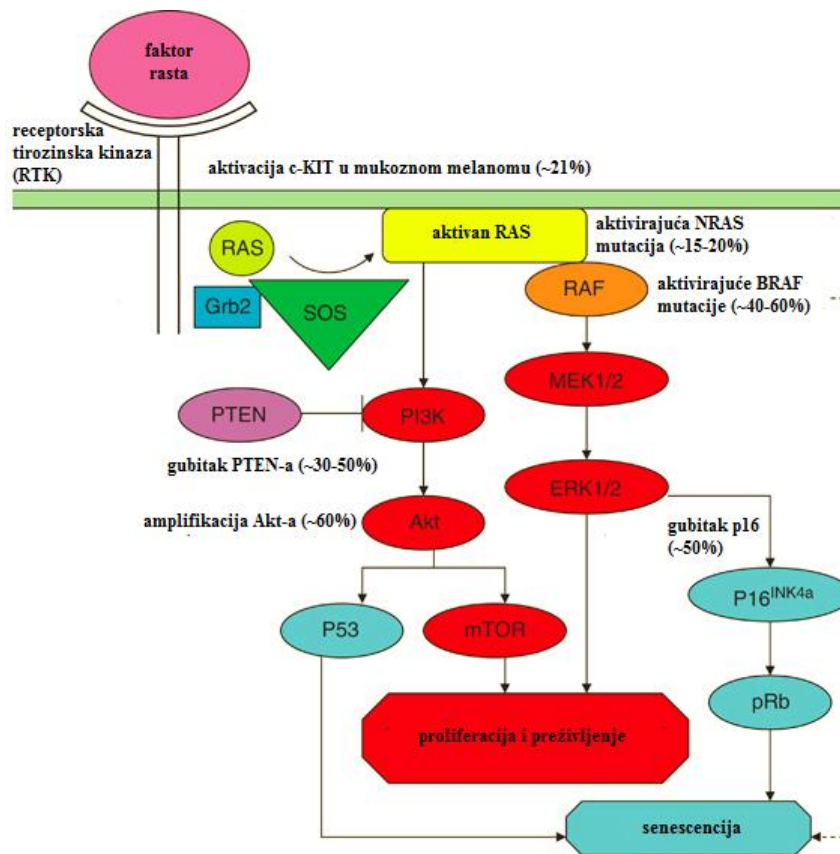 faktor
rasta
receptorska
tirozinska kinaza
(RTK)
aktivacija c-KIT u mukoznom melanomu (~21%)
RAS
aktivan RAS
aktivirajuća NRAS
mutacija (~15-20%)
Grb2
SOS
RAF
aktivirajuće BRAF
mutacije (~40-60%)
MEK1/2
PTEN
PI3K
gubitak PTEN-a (~30-50%)
ERK1/2
amplifikacija Akt-a (~60%)
Akt
gubitak p16
(~50%)
P16INK4a
P53
mTOR
pRb
proliferacija i preživljenje
senescencija